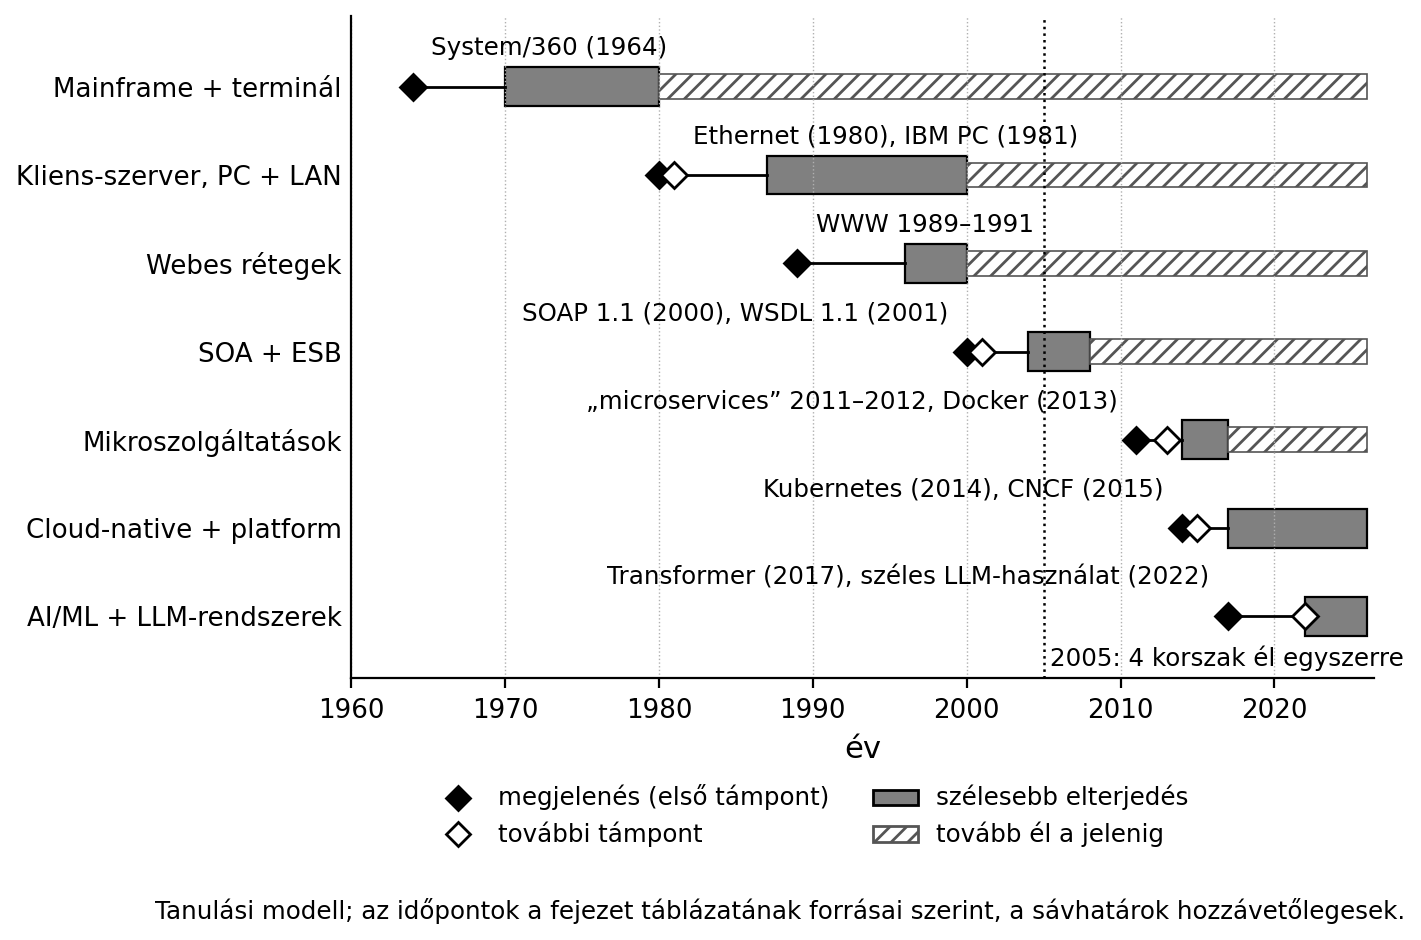 System/360 (1964)
Mainframe + terminál
Ethernet (1980), IBM PC (1981)
Kliens-szerver, PC + LAN
WWW 1989–1991
Webes rétegek
SOAP 1.1 (2000), WSDL 1.1 (2001)
SOA + ESB
„microservices” 2011–2012, Docker (2013)
Mikroszolgáltatások
Kubernetes (2014), CNCF (2015)
Cloud-native + platform
Transformer (2017), széles LLM-használat (2022)
AI/ML + LLM-rendszerek
2005: 4 korszak él egyszerre
1960 1970 1980 1990 2000 2010 2020
év
megjelenés (első támpont)
további támpont
szélesebb elterjedés
tovább él a jelenig
Tanulási modell; az időpontok a fejezet táblázatának forrásai szerint, a sávhatárok hozzávetőlegesek.